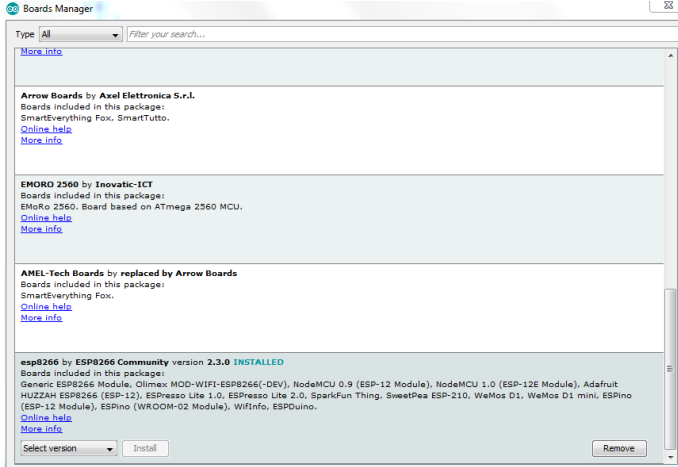 Boards Manager
Type All Filter your search...
More info
Arrow Boards by Axel Elettronica S.r.l.
Boards included in this package:
SmartEverything Fox, SmartTutto.
Online help
More info
EMORO 2560 by Inovatic-ICT
Boards included in this package:
EMoRo 2560. Board based on ATmega 2560 MCU.
Online help
More info
AMEL-Tech Boards by replaced by Arrow Boards
Boards included in this package:
SmartEverything Fox.
Online help
More info
esp8266 by ESP8266 Community version 2.3.0 INSTALLED
Boards included in this package:
Generic ESP8266 Module, Olimex MOD-WIFI-ESP8266(-DEV), NodeMCU 0.9 (ESP-12 Module), NodeMCU 1.0 (ESP-12E Module), Adafruit
HUZZAH ESP8266 (ESP-12), ESPresso Lite 1.0, ESPresso Lite 2.0, SparkFun Thing, SweetPea ESP-210, WeMos D1, WeMos D1 mini, ESPino
(ESP-12 Module), ESPino (WROOM-02 Module), WifInfo, ESPDuino.
Online help
More info
Select version Install Remove